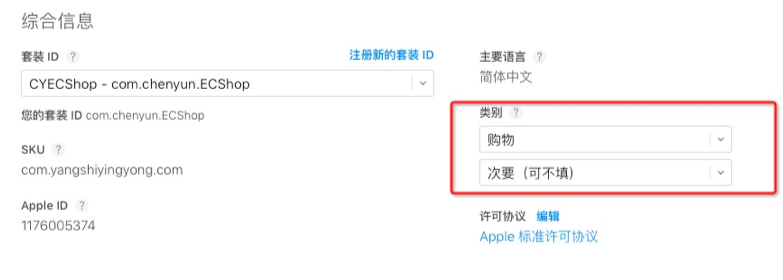 综合信息
套装 ID ?
注册新的套装 ID
CYECShop - com.chenyun.ECShop
您的套装 ID com.chenyun.ECShop
SKU ?
com.yangshiyingyong.com
Apple ID ?
1176005374
主要语言 ?
简体中文
类别 ?
购物
次要（可不填）
许可协议 编辑
Apple 标准许可协议